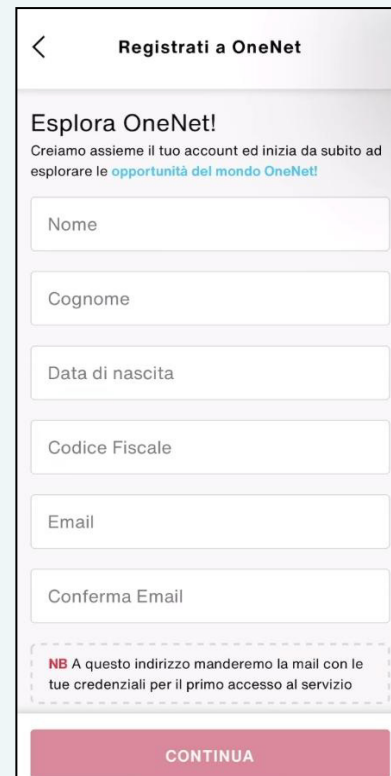 Registrati a OneNet
Esplora OneNet!
Creiamo assieme il tuo account ed inizia da subito ad
esplorare le opportunità del mondo OneNet!
Nome
Cognome
Data di nascita
Codice Fiscale
Email
Conferma Email
NB A questo indirizzo manderemo la mail con le
tue credenziali per il primo accesso al servizio
CONTINUA